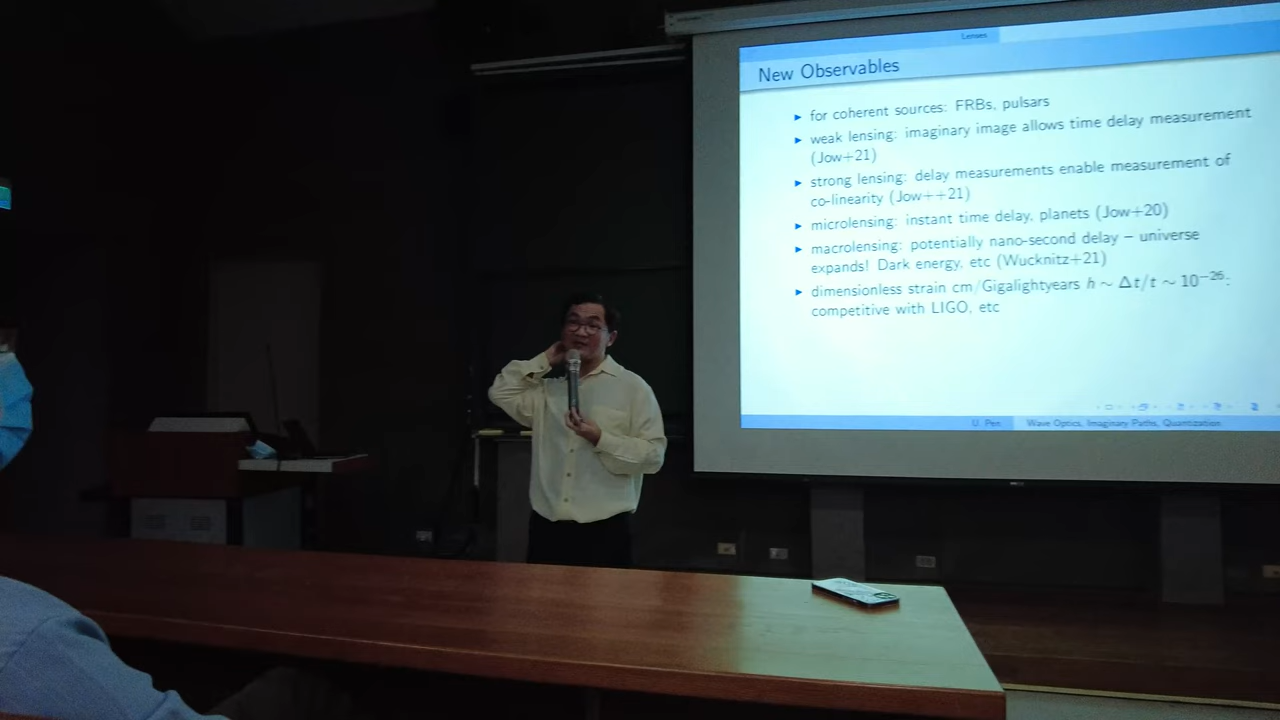 Lenses
New Observables
for coherent sources: FRBs, pulsars
weak lensing: imaginary image allows time delay measurement
(Jow+21)
strong lensing: delay measurements enable measurement of
co-linearity (Jow++21)
microlensing: instant time delay, planets (Jow+20)
macrolensing: potentially nano-second delay – universe
expands! Dark energy, etc (Wucknitz+21)
dimensionless strain cm/Gigalightyears h ∼ Δt/t ∼ 10⁻²⁶:
competitive with LIGO, etc
U. Pen Wave Optics, Imaginary Paths, Quantization